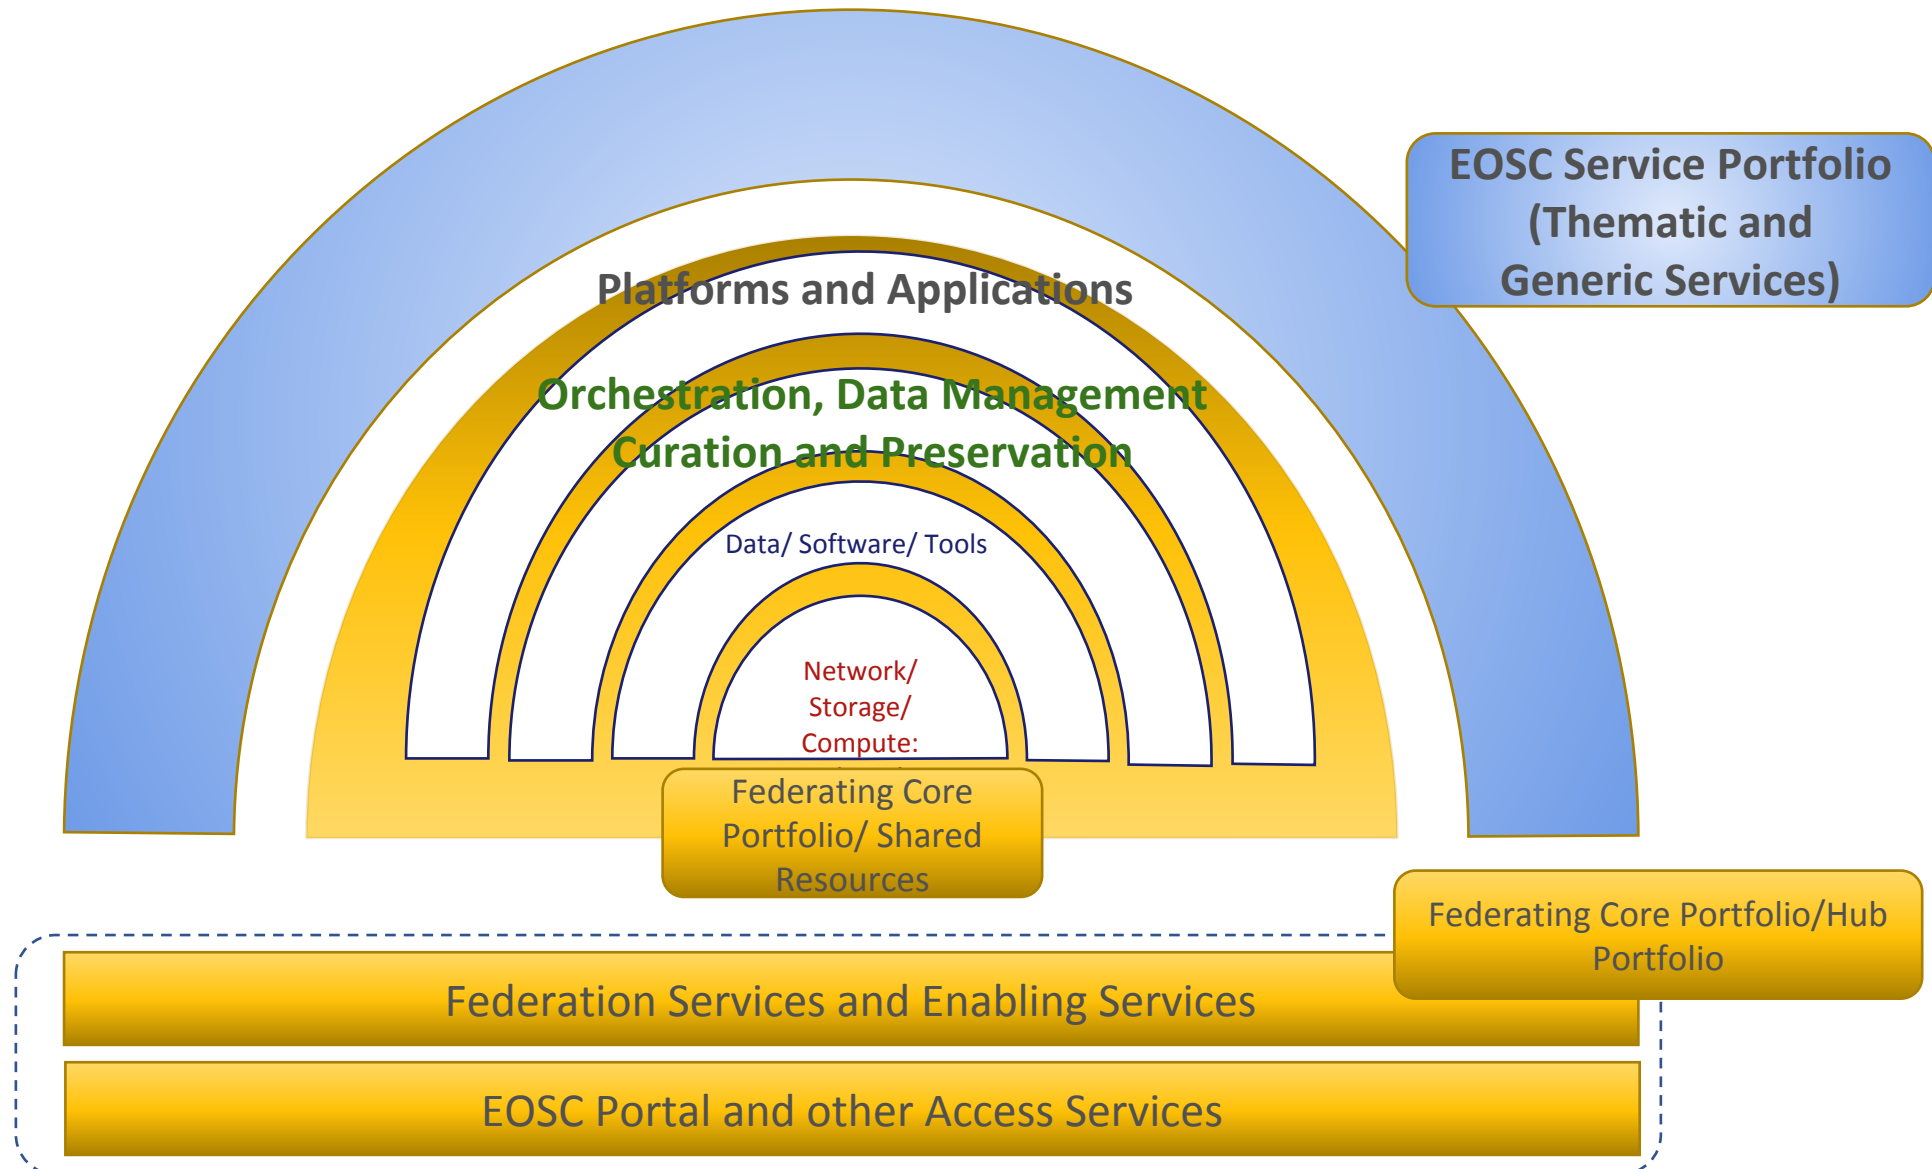 EOSC Service Portfolio
(Thematic and
Generic Services)
Platforms and Applications
Orchestration, Data Management
Curation and Preservation
Data/ Software/ Tools
Network/
Storage/
Compute:
Federating Core
Portfolio/ Shared
Resources
Federating Core Portfolio/Hub
Portfolio
Federation Services and Enabling Services
EOSC Portal and other Access Services